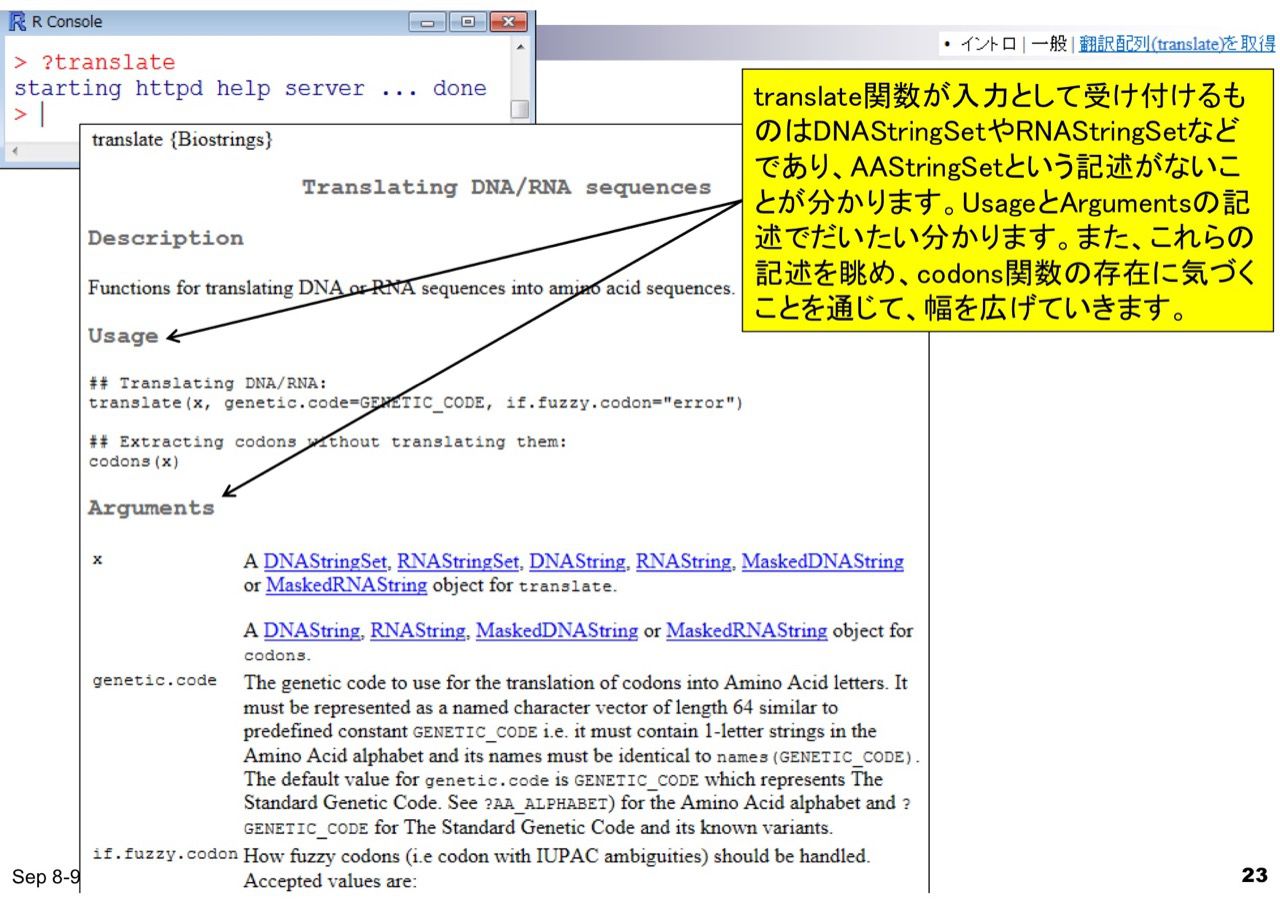 R Console
> ?translate
starting httpd help server ... done
>
• イントロ | 一般 | 翻訳配列(translate)を取得
translate関数が入力として受け付けるも
のはDNAStringSetやRNAStringSetなど
であり、AAStringSetという記述がないこ
とが分かります。UsageとArgumentsの記
述でだいたい分かります。また、これらの
記述を眺め、codons関数の存在に気づく
ことを通じて、幅を広げていきます。
translate {Biostrings}
Translating DNA/RNA sequences
Description
Functions for translating DNA or RNA sequences into amino acid sequences.
Usage
## Translating DNA/RNA:
translate(x, genetic.code=GENETIC_CODE, if.fuzzy.codon="error")
## Extracting codons without translating them:
codons(x)
Arguments
x A DNAStringSet, RNAStringSet, DNAString, RNAString, MaskedDNAString
or MaskedRNAString object for translate.
A DNAString, RNAString, MaskedDNAString or MaskedRNAString object for
codons.
genetic.code The genetic code to use for the translation of codons into Amino Acid letters. It
must be represented as a named character vector of length 64 similar to
predefined constant GENETIC_CODE i.e. it must contain 1-letter strings in the
Amino Acid alphabet and its names must be identical to names(GENETIC_CODE).
The default value for genetic.code is GENETIC_CODE which represents The
Standard Genetic Code. See ?AA_ALPHABET) for the Amino Acid alphabet and ?
GENETIC_CODE for The Standard Genetic Code and its known variants.
if.fuzzy.codon How fuzzy codons (i.e codon with IUPAC ambiguities) should be handled.
Accepted values are:
Sep 8-9
23